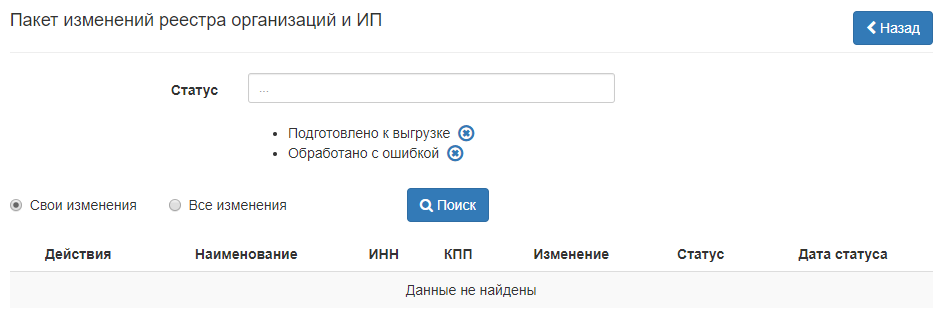 Пакет изменений реестра организаций и ИП
Назад
Статус
...
Подготовлено к выгрузке
Обработано с ошибкой
Свои изменения Все изменения Поиск
Действия Наименование ИНН КПП Изменение Статус Дата статуса
Данные не найдены